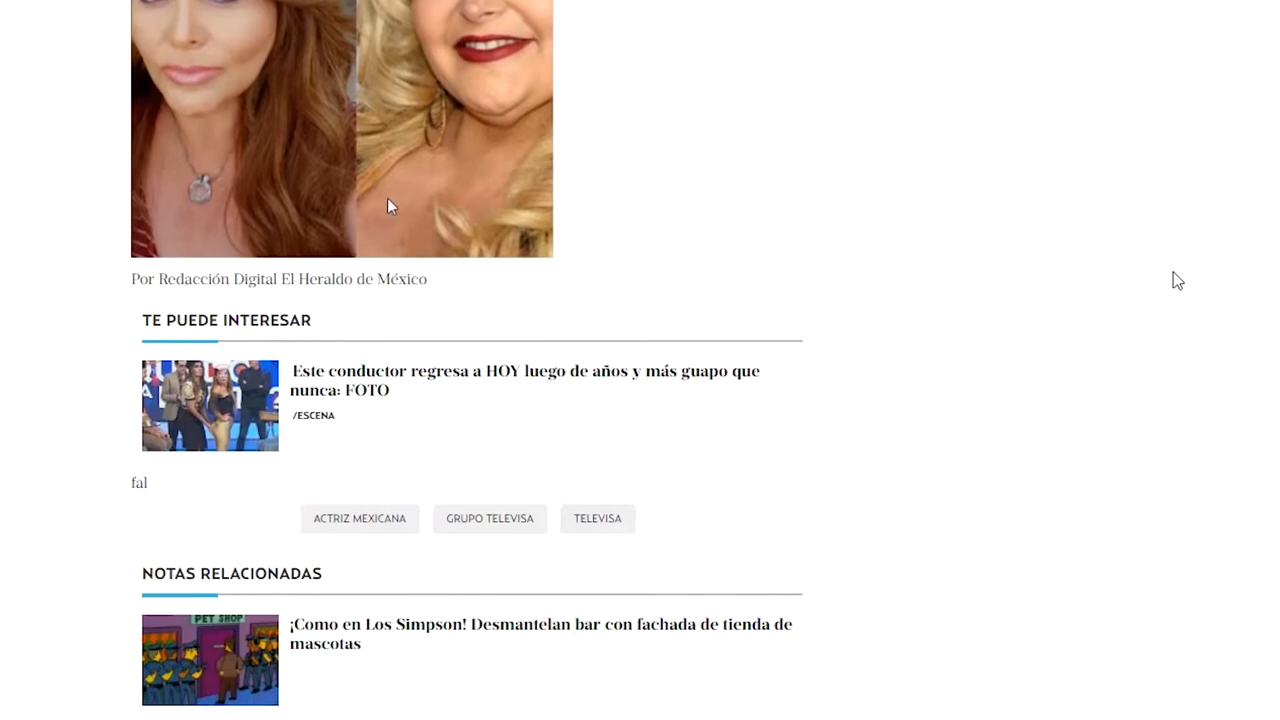 Por Redacción Digital El Heraldo de México
TE PUEDE INTERESAR
Este conductor regresa a HOY luego de años y más guapo que
nunca: FOTO
/ESCENA
fal
ACTRIZ MEXICANA GRUPO TELEVISA TELEVISA
NOTAS RELACIONADAS
PET SHOP
¡Como en Los Simpson! Desmantelan bar con fachada de tienda de
mascotas